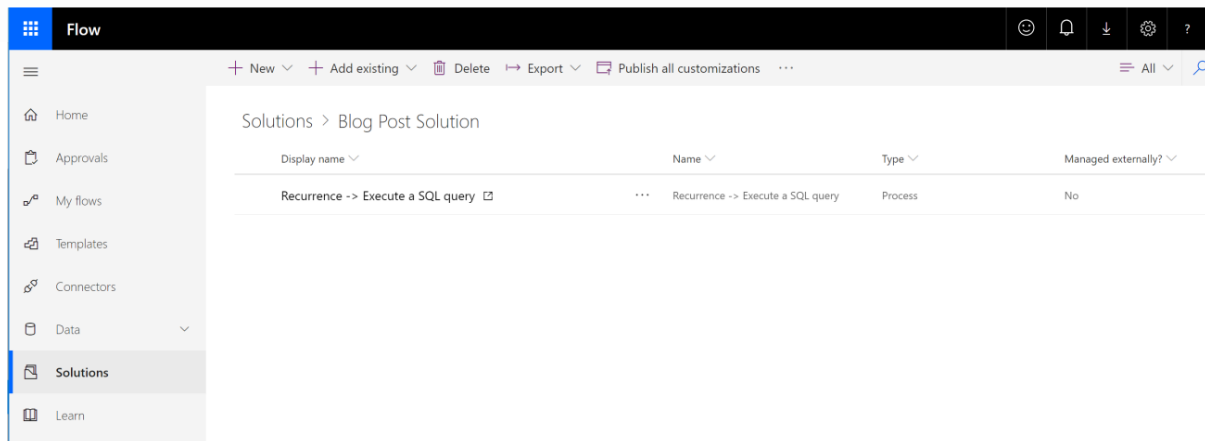 Flow ?
New Add existing Delete Export Publish all customizations ... All
Home
Approvals
My flows
Templates
Connectors
Data
Solutions
Learn
Solutions > Blog Post Solution
Display name Name Type Managed externally?
Recurrence -> Execute a SQL query ... Recurrence -> Execute a SQL query Process No